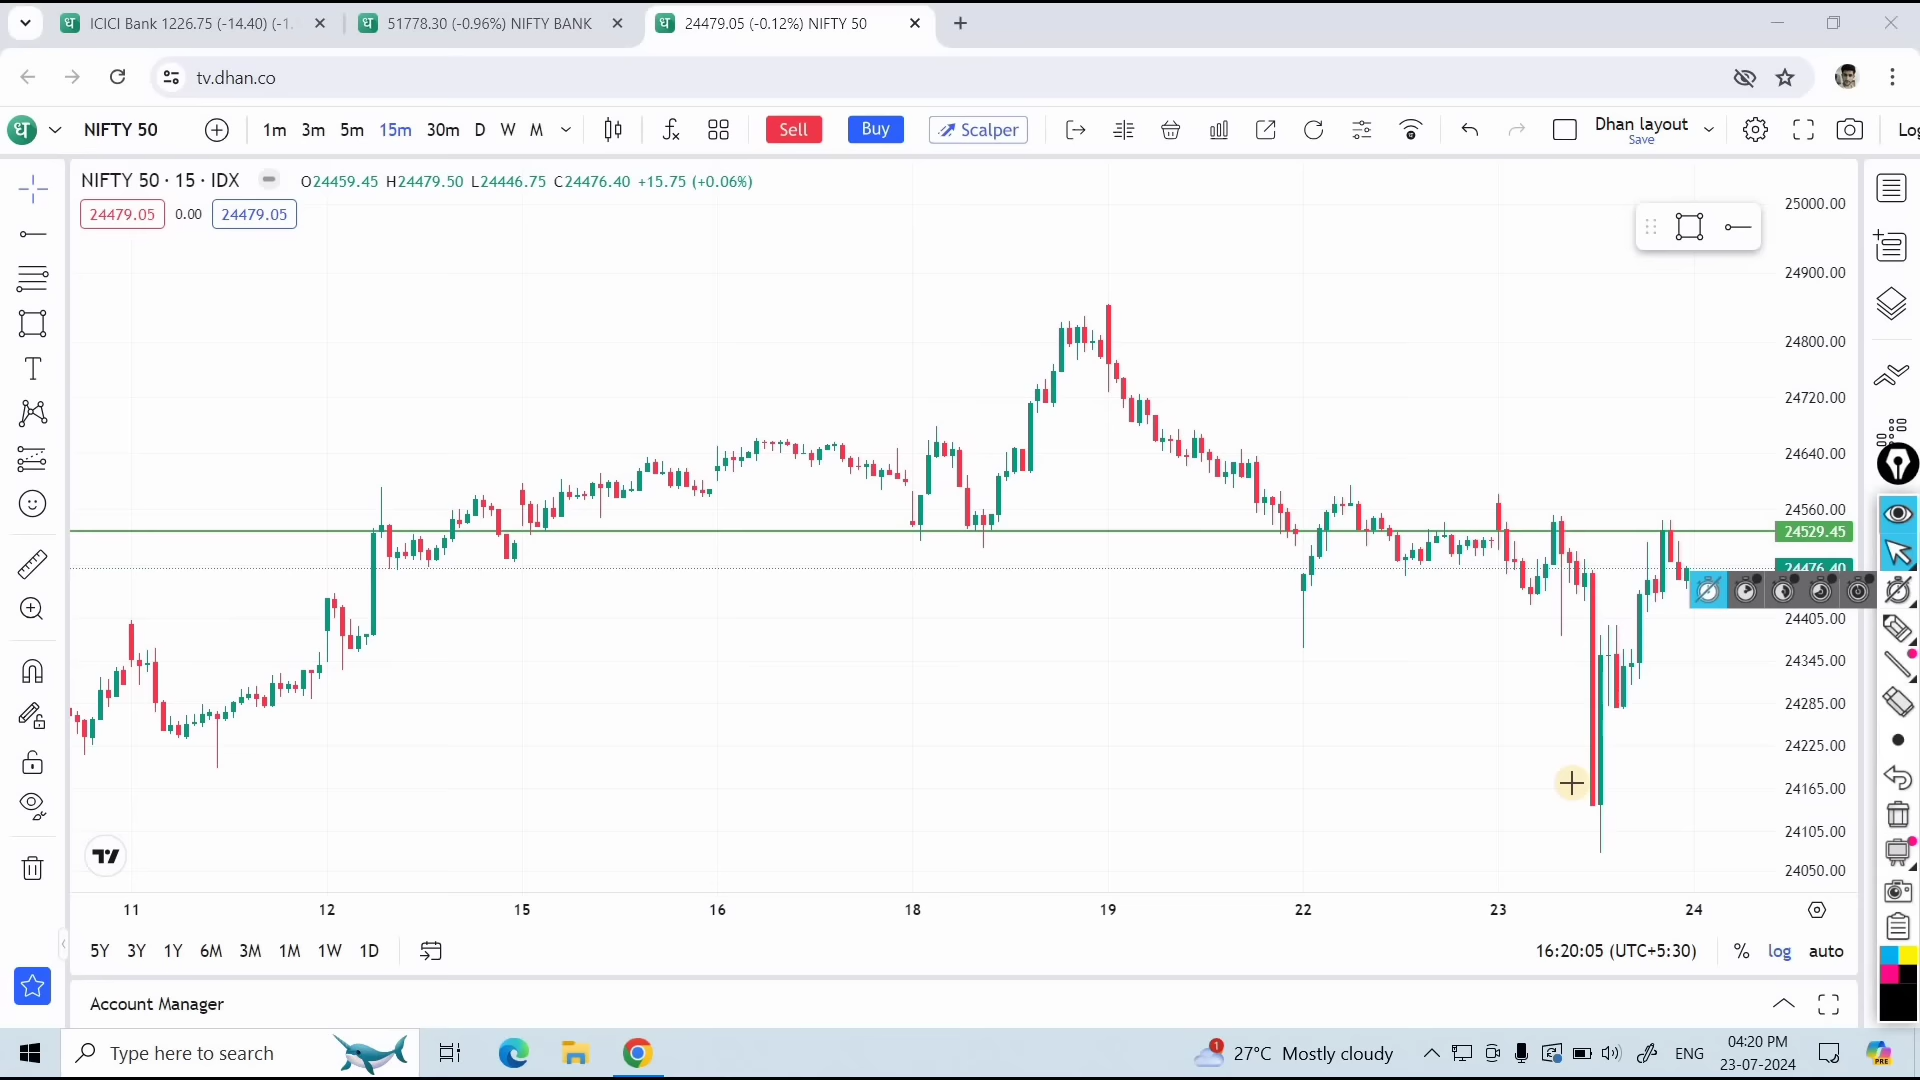 ICICI Bank 1226.75 (-14.40) (-1.
51778.30 (-0.96%) NIFTY BANK
24479.05 (-0.12%) NIFTY 50
tv.dhan.co
ध NIFTY 50 1m 3m 5m 15m 30m D W M Sell Buy Scalper Dhan layout Log
Save
NIFTY 50 · 15 · IDX O24459.45 H24479.50 L24446.75 C24476.40 +15.75 (+0.06%)
24479.05 0.00 24479.05
25000.00
24900.00
24800.00
24720.00
24640.00
24560.00
24529.45
24476.40
24405.00
24345.00
24285.00
24225.00
24165.00
24105.00
24050.00
11 12 15 16 18 19 22 23 24
5Y 3Y 1Y 6M 3M 1M 1W 1D 16:20:05 (UTC+5:30) % log auto
Account Manager
Type here to search
1 27°C Mostly cloudy ENG 04:20 PM
23-07-2024
PRE